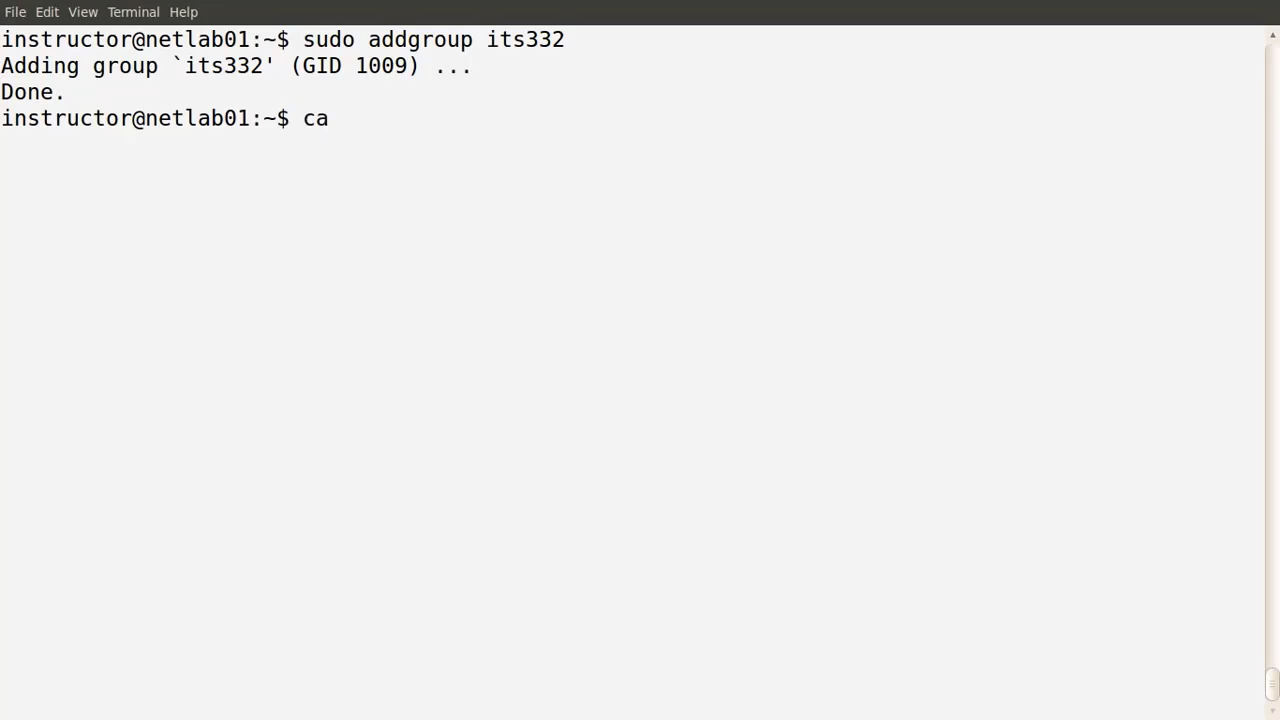 File Edit View Terminal Help
instructor@netlab01:~$ sudo addgroup its332
Adding group `its332' (GID 1009) ...
Done.
instructor@netlab01:~$ ca